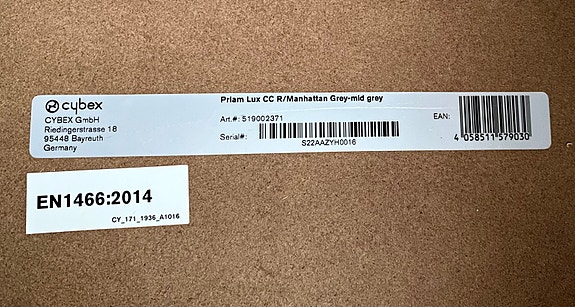 cybex
CYBEX GmbH
Riedingerstrasse 18
95448 Bayreuth
Germany
Priam Lux CC R/Manhattan Grey-mid grey
Art.#: 519002371
Serial#:
S22AAZYH0016
EAN:
4 058511 579030
EN1466:2014
CY_171_1936_A1016